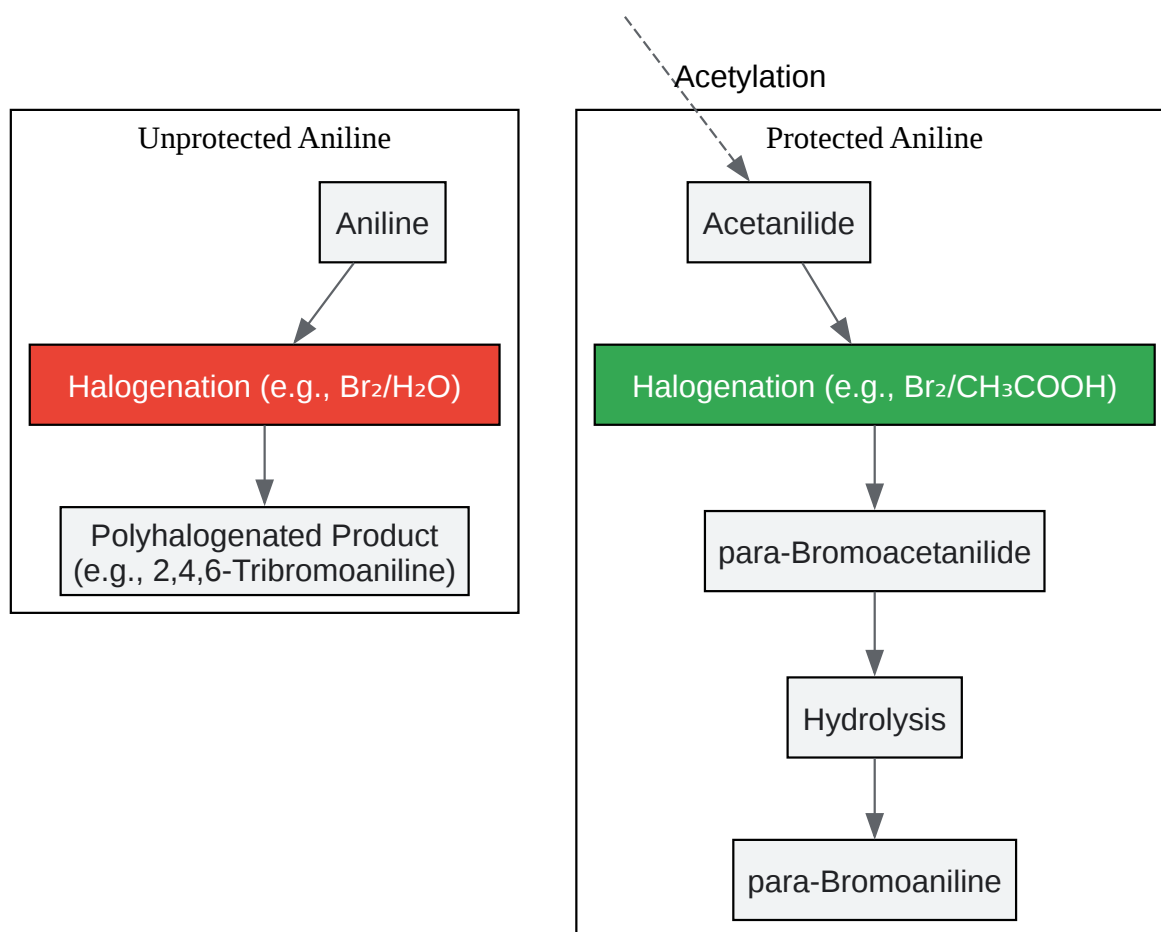 Acetylation
Unprotected Aniline
Aniline
Halogenation (e.g., Br₂/H₂O)
Polyhalogenated Product
(e.g., 2,4,6-Tribromoaniline)
Protected Aniline
Acetanilide
Halogenation (e.g., Br₂/CH₃COOH)
para-Bromoacetanilide
Hydrolysis
para-Bromoaniline